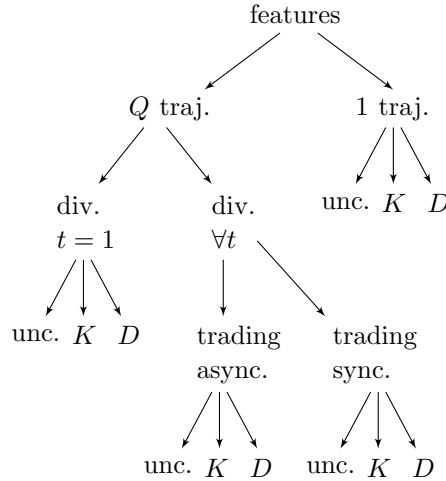 features
Q traj.
1 traj.
unc. K D
div.
t = 1
div.
∀t
unc. K D
trading
async.
trading
sync.
unc. K D
unc. K D